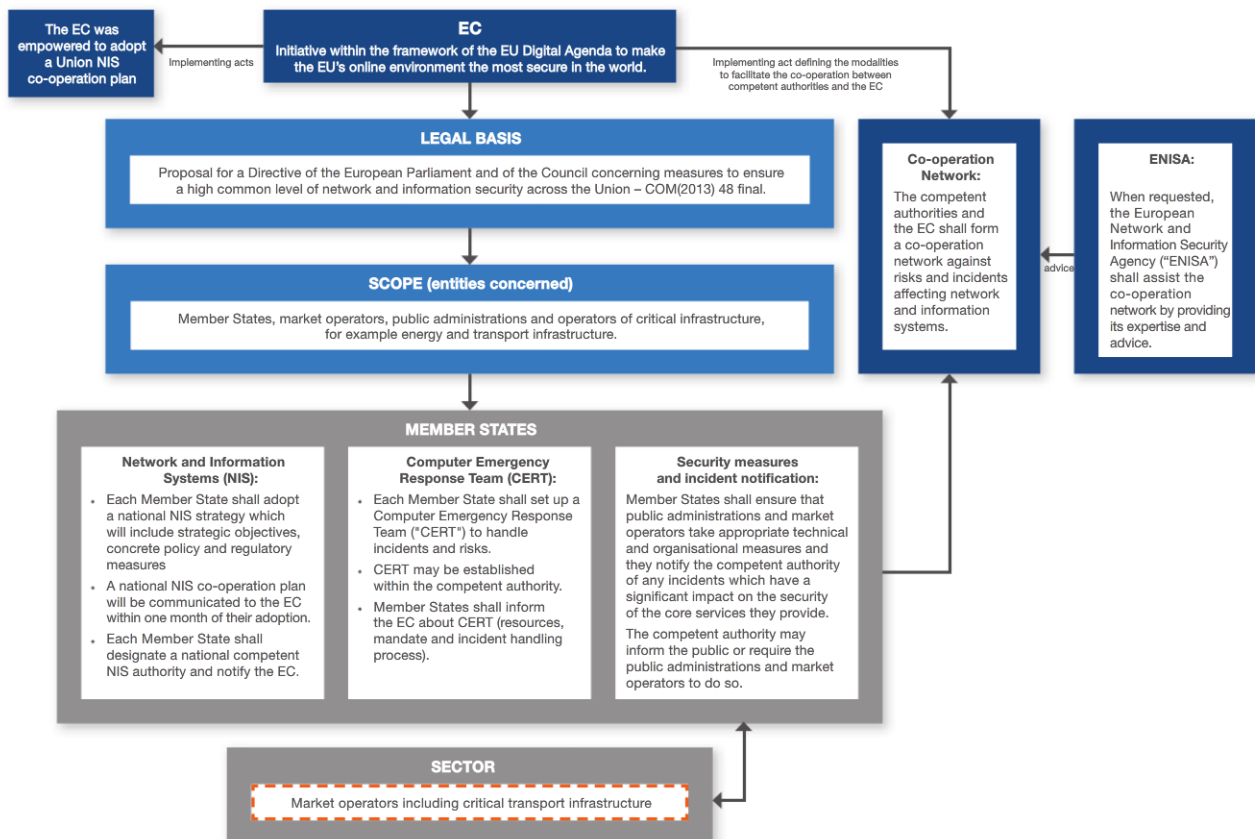 The EC was
empowered to adopt
a Union NIS
co-operation plan
Implementing acts
EC
Initiative within the framework of the EU Digital Agenda to make
the EU's online environment the most secure in the world.
Implementing act defining the modalities
to facilitate the co-operation between
competent authorities and the EC
LEGAL BASIS
Proposal for a Directive of the European Parliament and of the Council concerning measures to ensure
a high common level of network and information security across the Union – COM(2013) 48 final.
SCOPE (entities concerned)
Member States, market operators, public administrations and operators of critical infrastructure,
for example energy and transport infrastructure.
Co-operation
Network:
The competent
authorities and
the EC shall form
a co-operation
network against
risks and incidents
affecting network
and information
systems.
advice
ENISA:
When requested,
the European
Network and
Information Security
Agency (“ENISA”)
shall assist the
co-operation
network by providing
its expertise and
advice.
MEMBER STATES
Network and Information
Systems (NIS):
• Each Member State shall adopt
a national NIS strategy which
will include strategic objectives,
concrete policy and regulatory
measures
• A national NIS co-operation plan
will be communicated to the EC
within one month of their adoption.
• Each Member State shall
designate a national competent
NIS authority and notify the EC.
Computer Emergency
Response Team (CERT):
• Each Member State shall set up a
Computer Emergency Response
Team ("CERT") to handle
incidents and risks.
• CERT may be established
within the competent authority.
• Member States shall inform
the EC about CERT (resources,
mandate and incident handling
process).
Security measures
and incident notification:
Member States shall ensure that
public administrations and market
operators take appropriate technical
and organisational measures and
they notify the competent authority
of any incidents which have a
significant impact on the security
of the core services they provide.
The competent authority may
inform the public or require the
public administrations and market
operators to do so.
SECTOR
Market operators including critical transport infrastructure